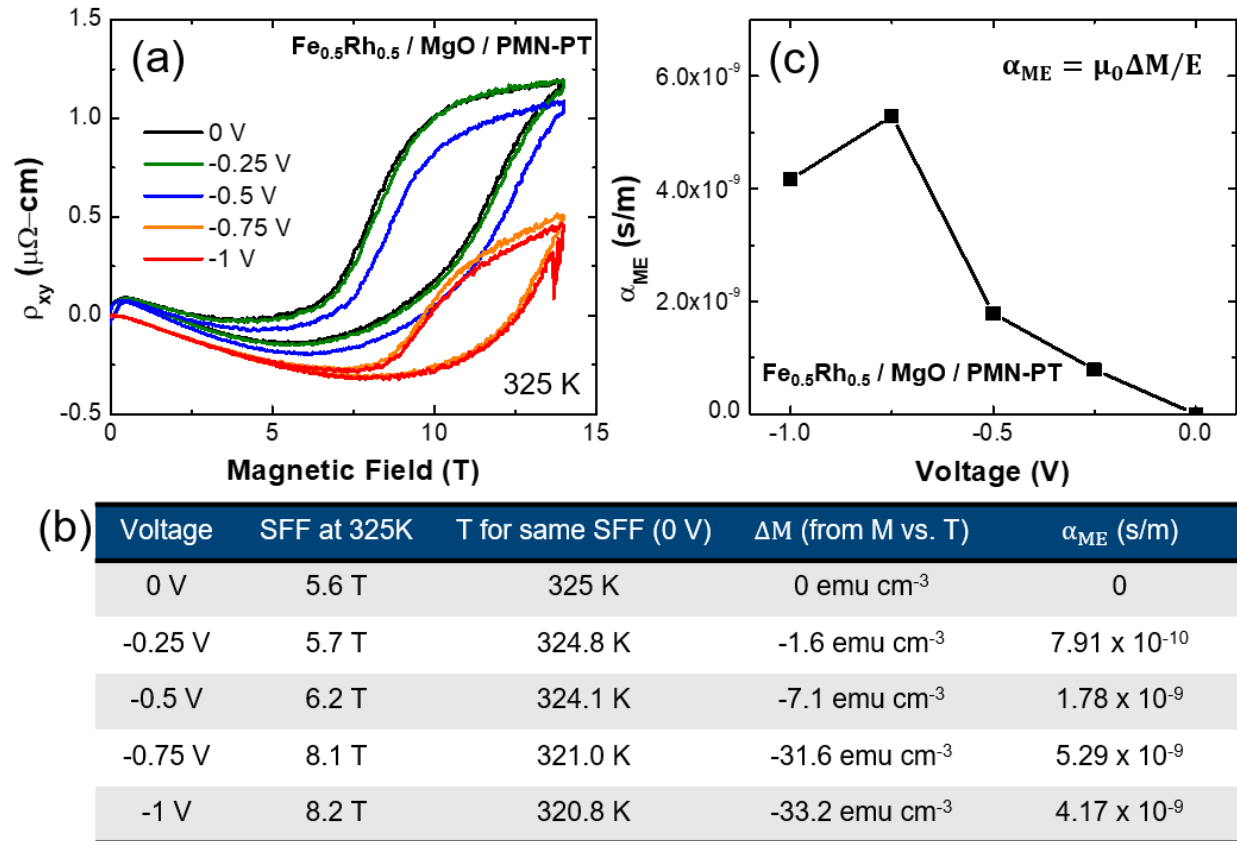 (a)
Fe0.5Rh0.5 / MgO / PMN-PT
0 V
-0.25 V
-0.5 V
-0.75 V
-1 V
325 K
1.5
1.0
0.5
0.0
-0.5
ρxy (μΩ–cm)
0 5 10 15
Magnetic Field (T)
(c)
αME = μ0ΔM/E
6.0x10-9
4.0x10-9
2.0x10-9
0.0
αME (s/m)
Fe0.5Rh0.5 / MgO / PMN-PT
-1.0 -0.5 0.0
Voltage (V)
(b)
Voltage SFF at 325K T for same SFF (0 V) ΔM (from M vs. T) αME (s/m)
0 V 5.6 T 325 K 0 emu cm-3 0
-0.25 V 5.7 T 324.8 K -1.6 emu cm-3 7.91 x 10-10
-0.5 V 6.2 T 324.1 K -7.1 emu cm-3 1.78 x 10-9
-0.75 V 8.1 T 321.0 K -31.6 emu cm-3 5.29 x 10-9
-1 V 8.2 T 320.8 K -33.2 emu cm-3 4.17 x 10-9